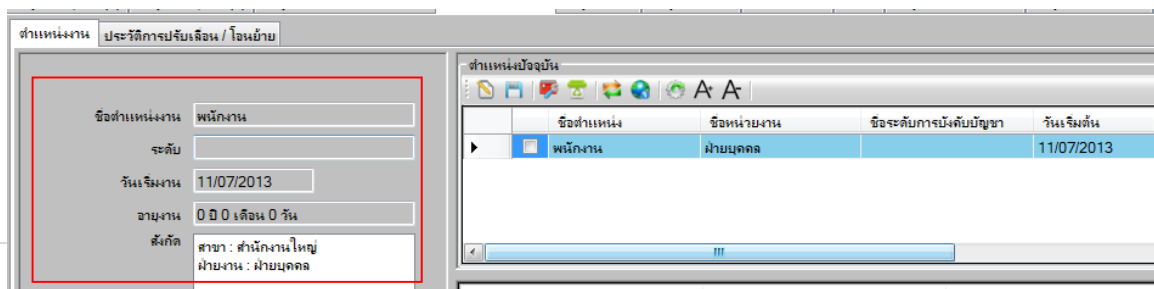 ตำแหน่งงาน ประวัติการปรับเลื่อน / โอนย้าย
ชื่อตำแหน่งงาน พนักงาน
ระดับ
วันเริ่มงาน 11/07/2013
อายุงาน 0 ปี 0 เดือน 0 วัน
สังกัด สาขา : สำนักงานใหญ่
ฝ่ายงาน : ฝ่ายบุคคล
ตำแหน่งปัจจุบัน
A+ A-
ชื่อตำแหน่ง ชื่อหน่วยงาน ชื่อระดับการบังคับบัญชา วันเริ่มต้น
พนักงาน ฝ่ายบุคคล 11/07/2013